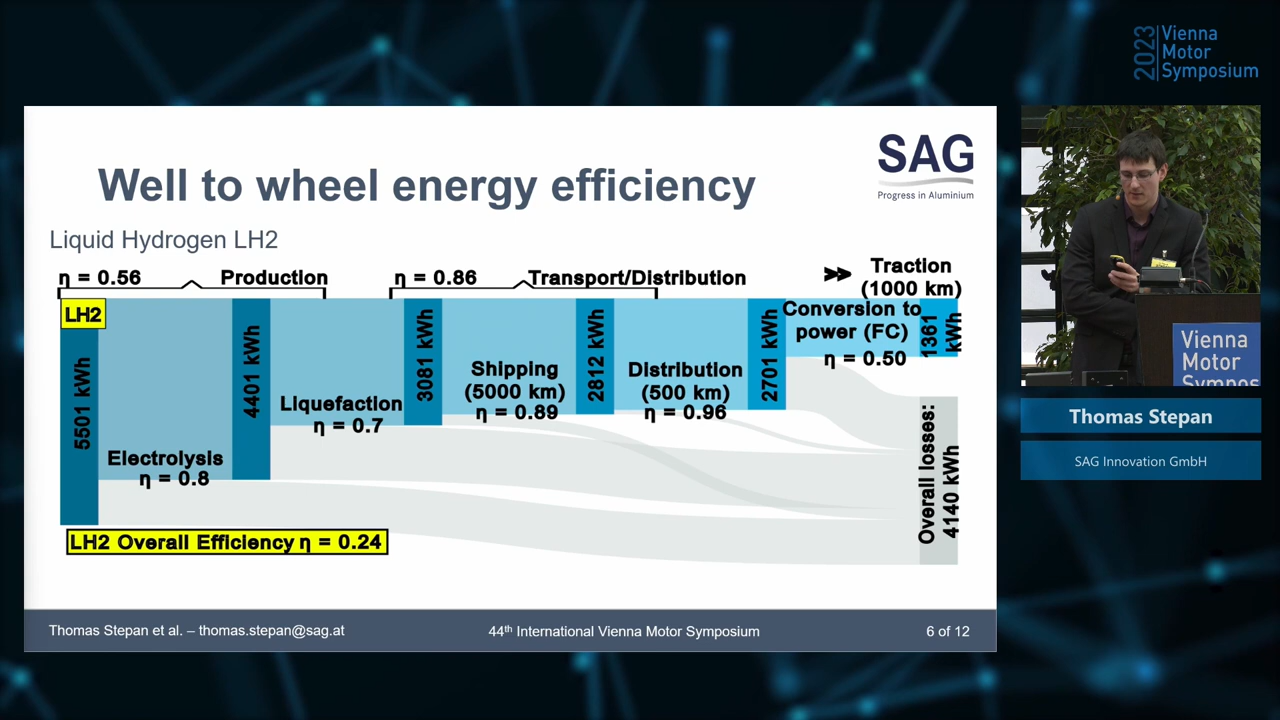 2023
Vienna
Motor
Symposium
SAG
Progress in Aluminium
Well to wheel energy efficiency
Liquid Hydrogen LH2
η = 0.56
Production
η = 0.86
Transport/Distribution
Traction
(1000 km)
LH2
5501 kWh
Electrolysis
η = 0.8
4401 kWh
Liquefaction
η = 0.7
3081 kWh
Shipping
(5000 km)
η = 0.89
2812 kWh
Distribution
(500 km)
η = 0.96
2701 kWh
Conversion to
power (FC)
η = 0.50
1361
kWh
Overall losses:
4140 kWh
LH2 Overall Efficiency η = 0.24
Thomas Stepan et al. – thomas.stepan@sag.at
44th International Vienna Motor Symposium
6 of 12
Vienna
Motor
Sympos
Thomas Stepan
SAG Innovation GmbH